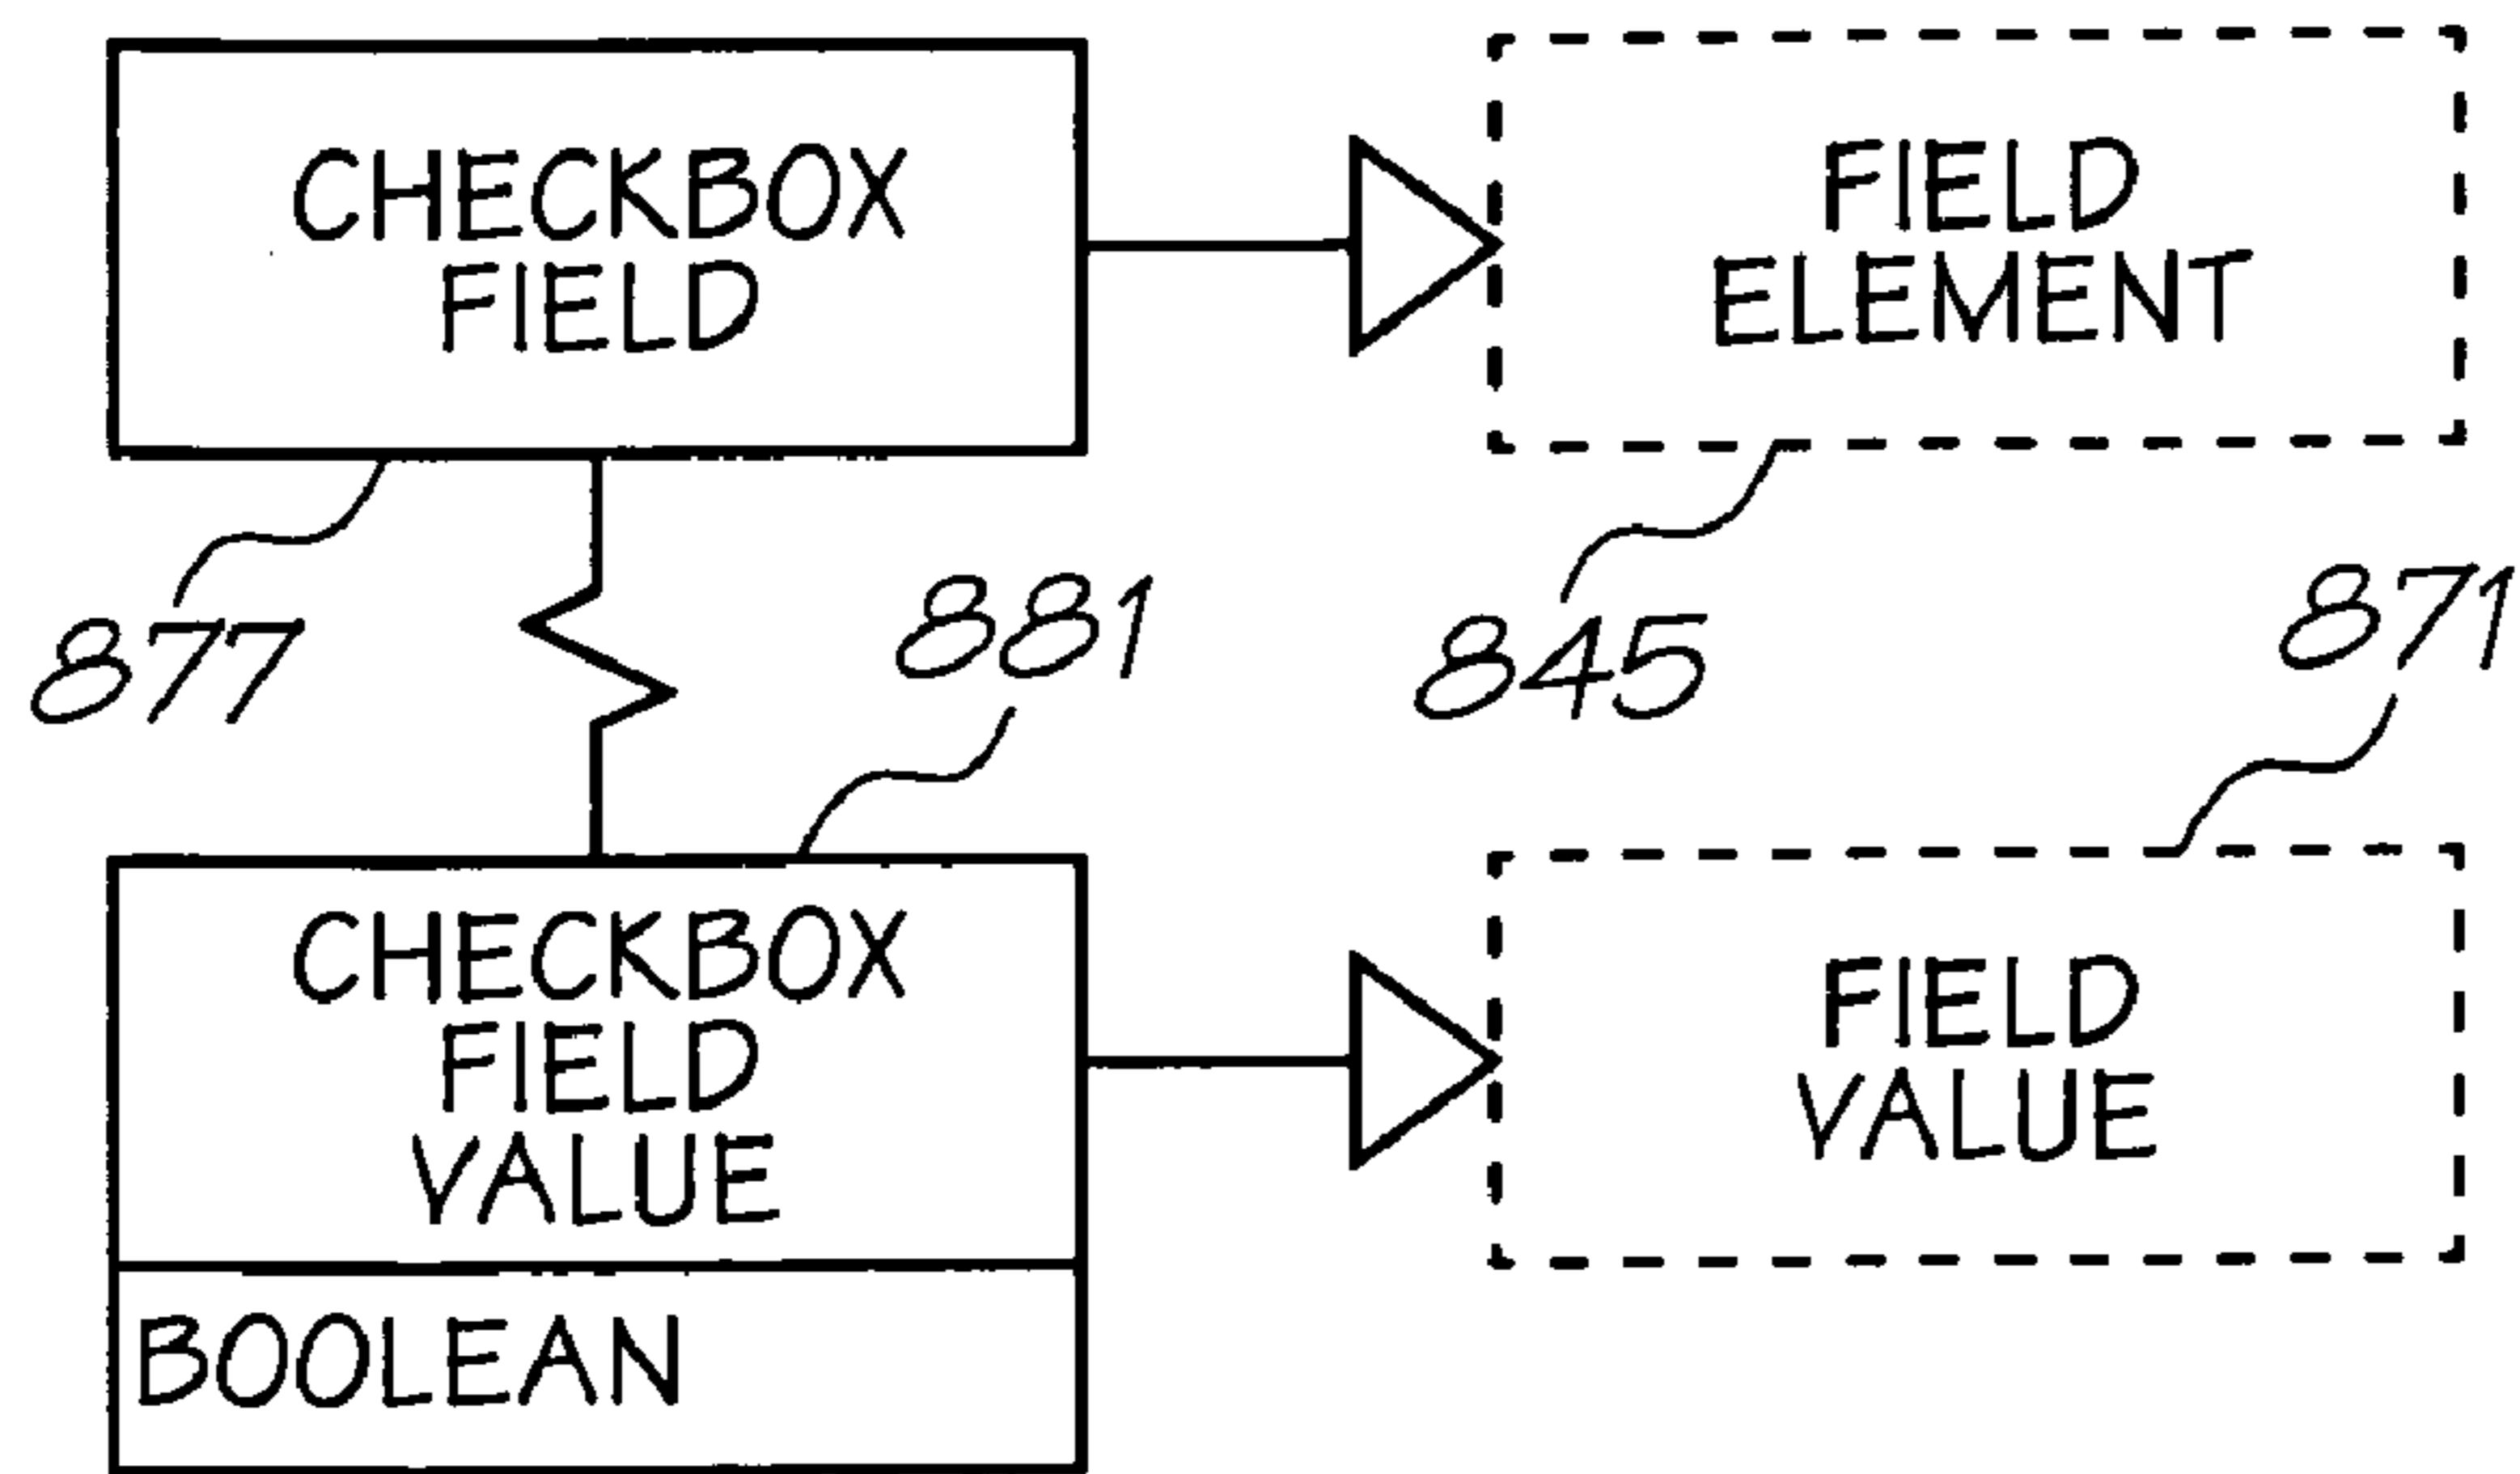 CHECKBOX
FIELD
FIELD
ELEMENT
877
881
845
871
CHECKBOX
FIELD
VALUE
BOOLEAN
FIELD
VALUE